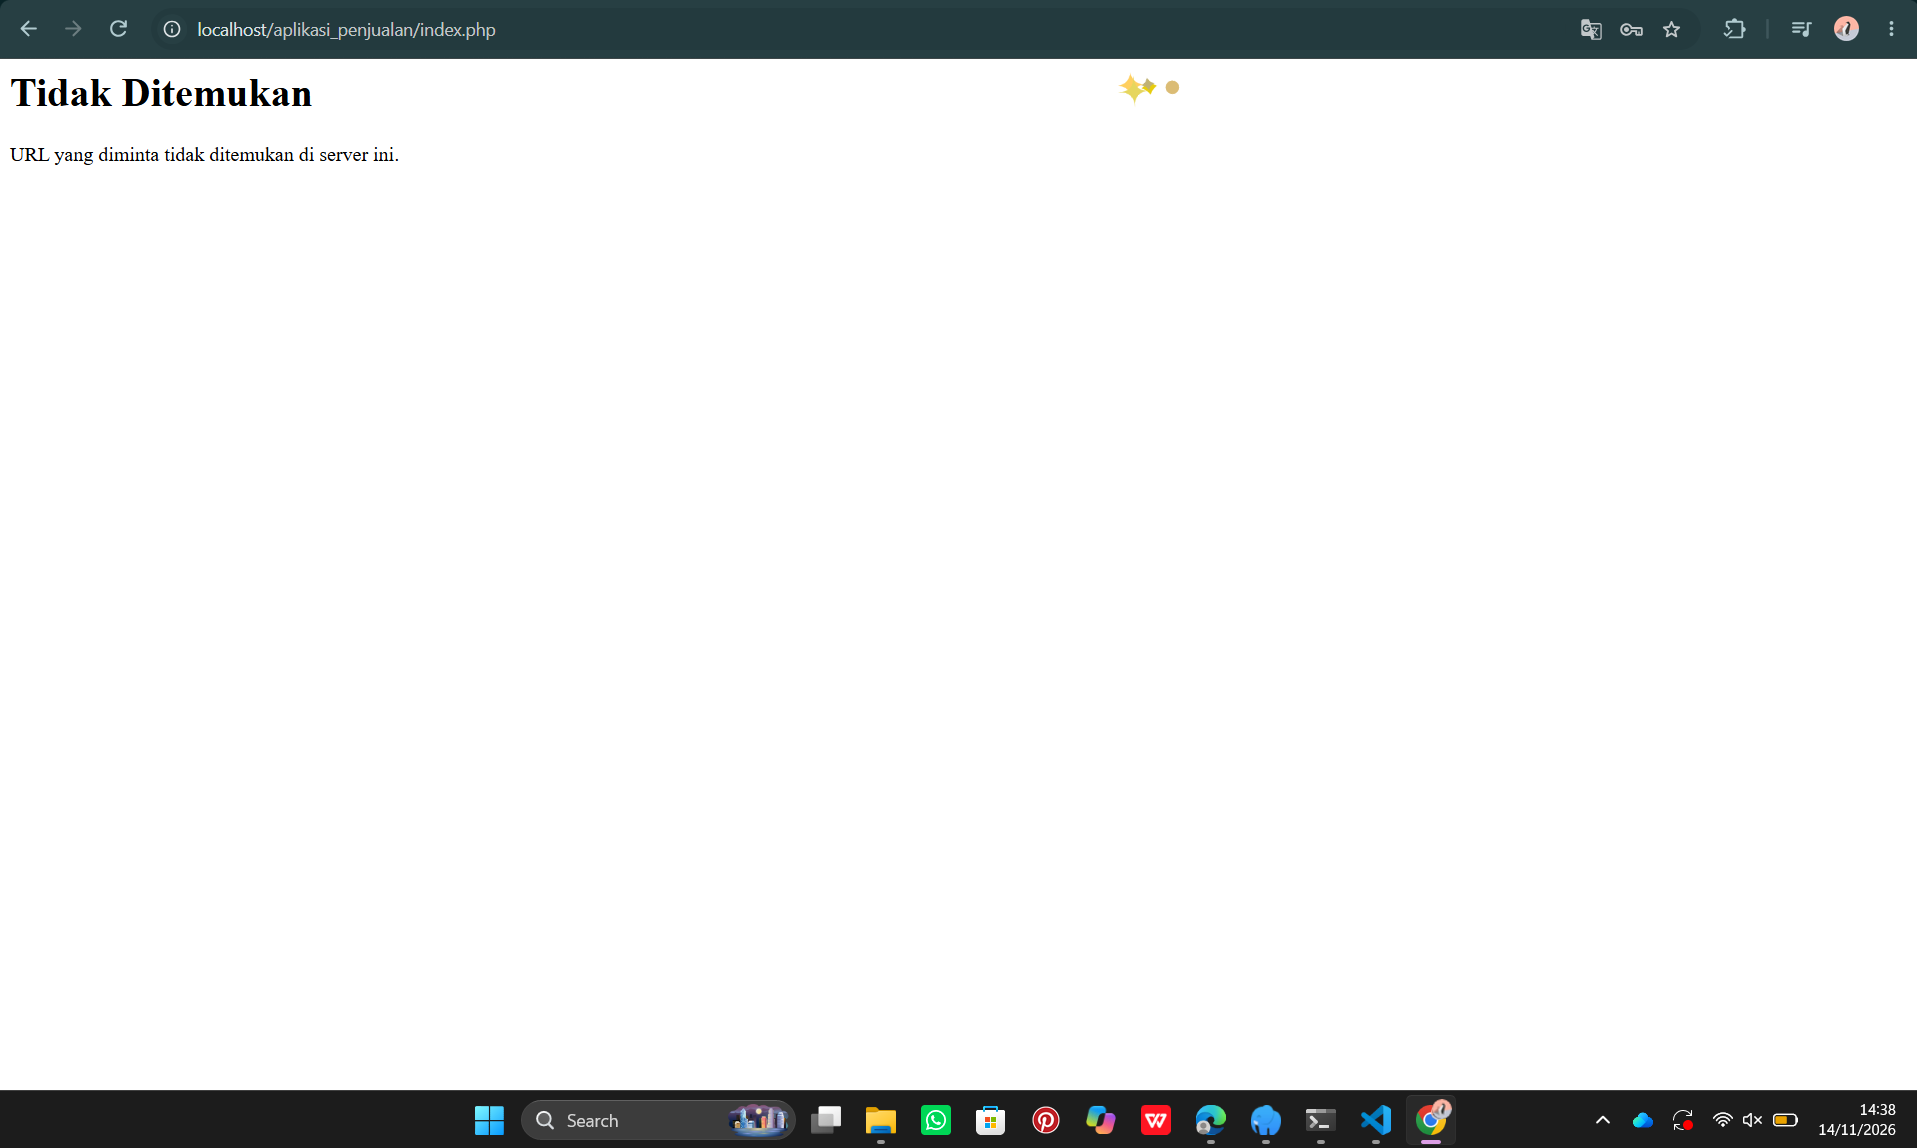 localhost/aplikasi_penjualan/index.php
Tidak Ditemukan
URL yang diminta tidak ditemukan di server ini.
Search
14:38
14/11/2026